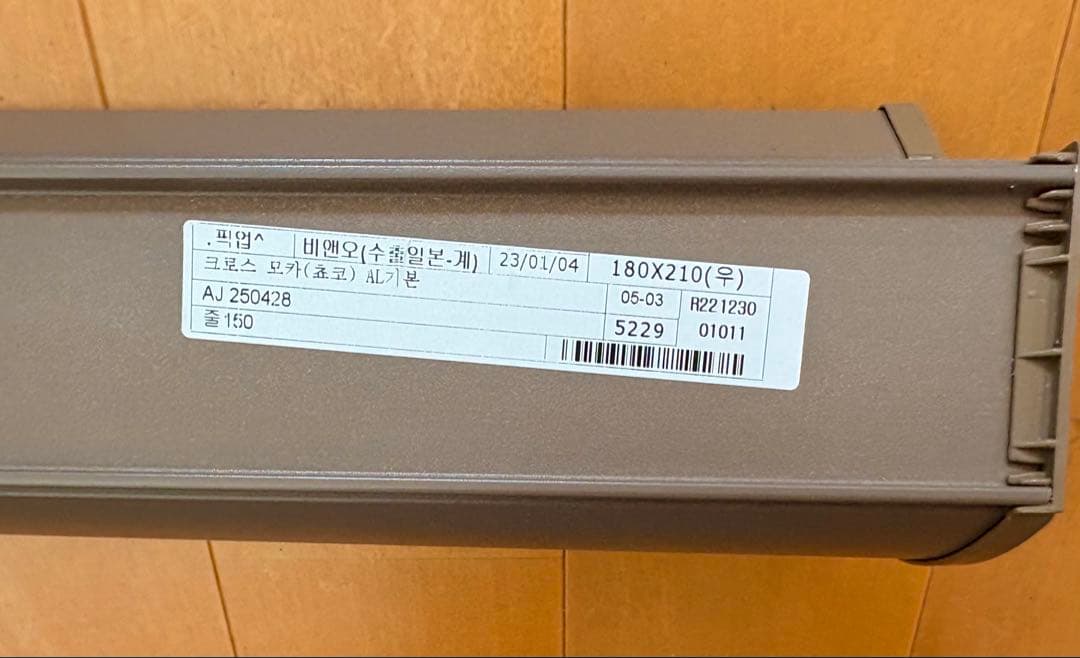 .픽업^ 비앤오(수출일본-계) 23/01/04 180X210(우)
크로스 모카(쵸코) AL기본
AJ 250428 05-03 R221230
줄150 5229 01011